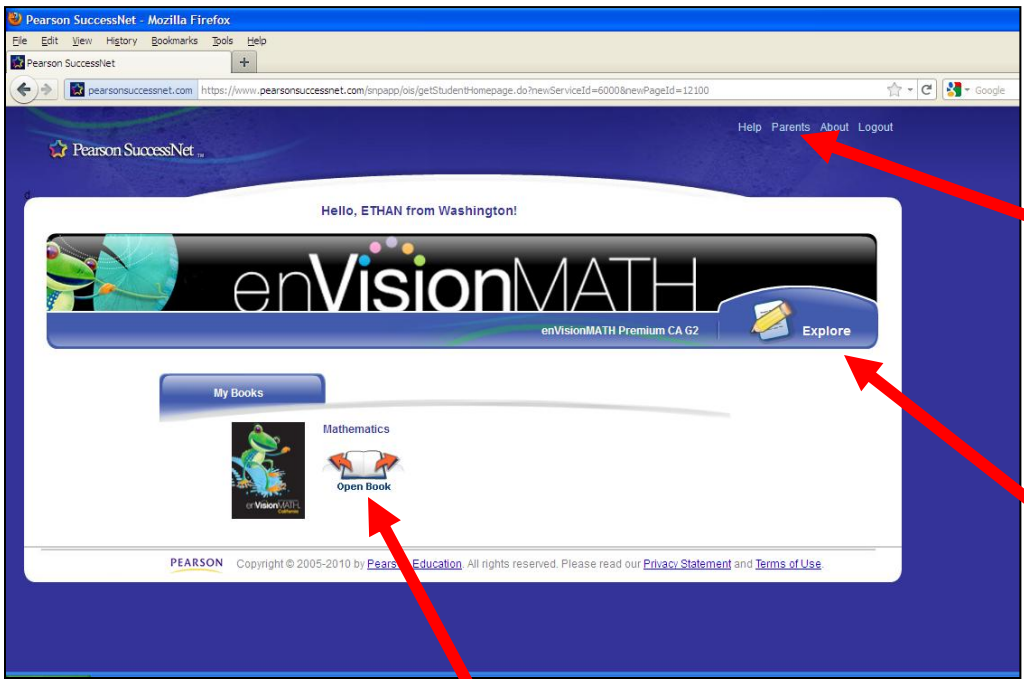 Pearson SuccessNet - Mozilla Firefox
File Edit View History Bookmarks Tools Help
Pearson SuccessNet +
pearsonsuccessnet.com https://www.pearsonsuccessnet.com/snpapp/ois/getStudentHomepage.do?newServiceId=6000&newPageId=12100 Google
Help Parents About Logout
Pearson SuccessNet TM
Hello, ETHAN from Washington!
enVisionMATH
enVisionMATH Premium CA G2 Explore
My Books
Mathematics
Open Book
enVisionMATH
California
PEARSON Copyright © 2005-2010 by Pearson Education. All rights reserved. Please read our Privacy Statement and Terms of Use.